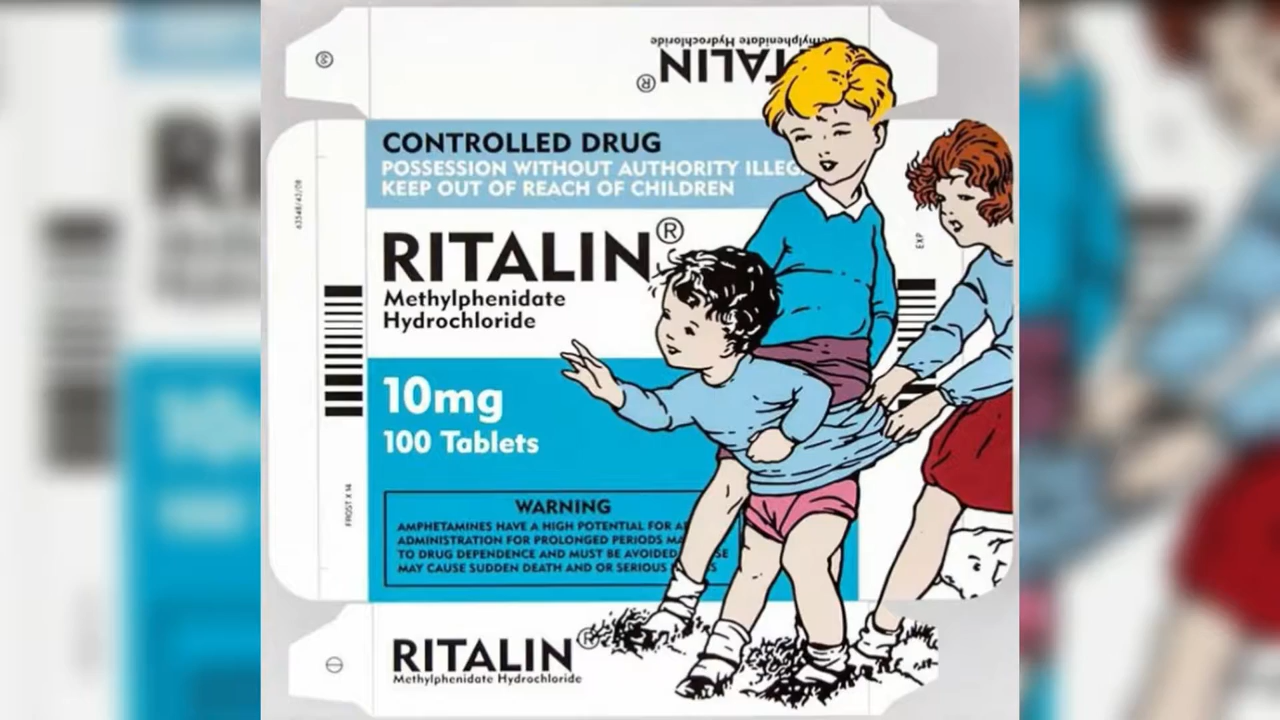 Methylphenidate Hydrochloride
RITALIN®
CONTROLLED DRUG
POSSESSION WITHOUT AUTHORITY
KEEP OUT OF REACH OF CHILDREN
RITALIN®
Methylphenidate
Hydrochloride
10mg
100 Tablets
WARNING
AMPHETAMINES HAVE A HIGH POTENTIAL FOR
ADMINISTRATION FOR PROLONGED PERIODS
TO DRUG DEPENDENCE AND MUST BE AVOIDED
MAY CAUSE SUDDEN DEATH AND OR SERIOUS
EXP
FROST X 14
RITALIN®
Methylphenidate Hydrochloride